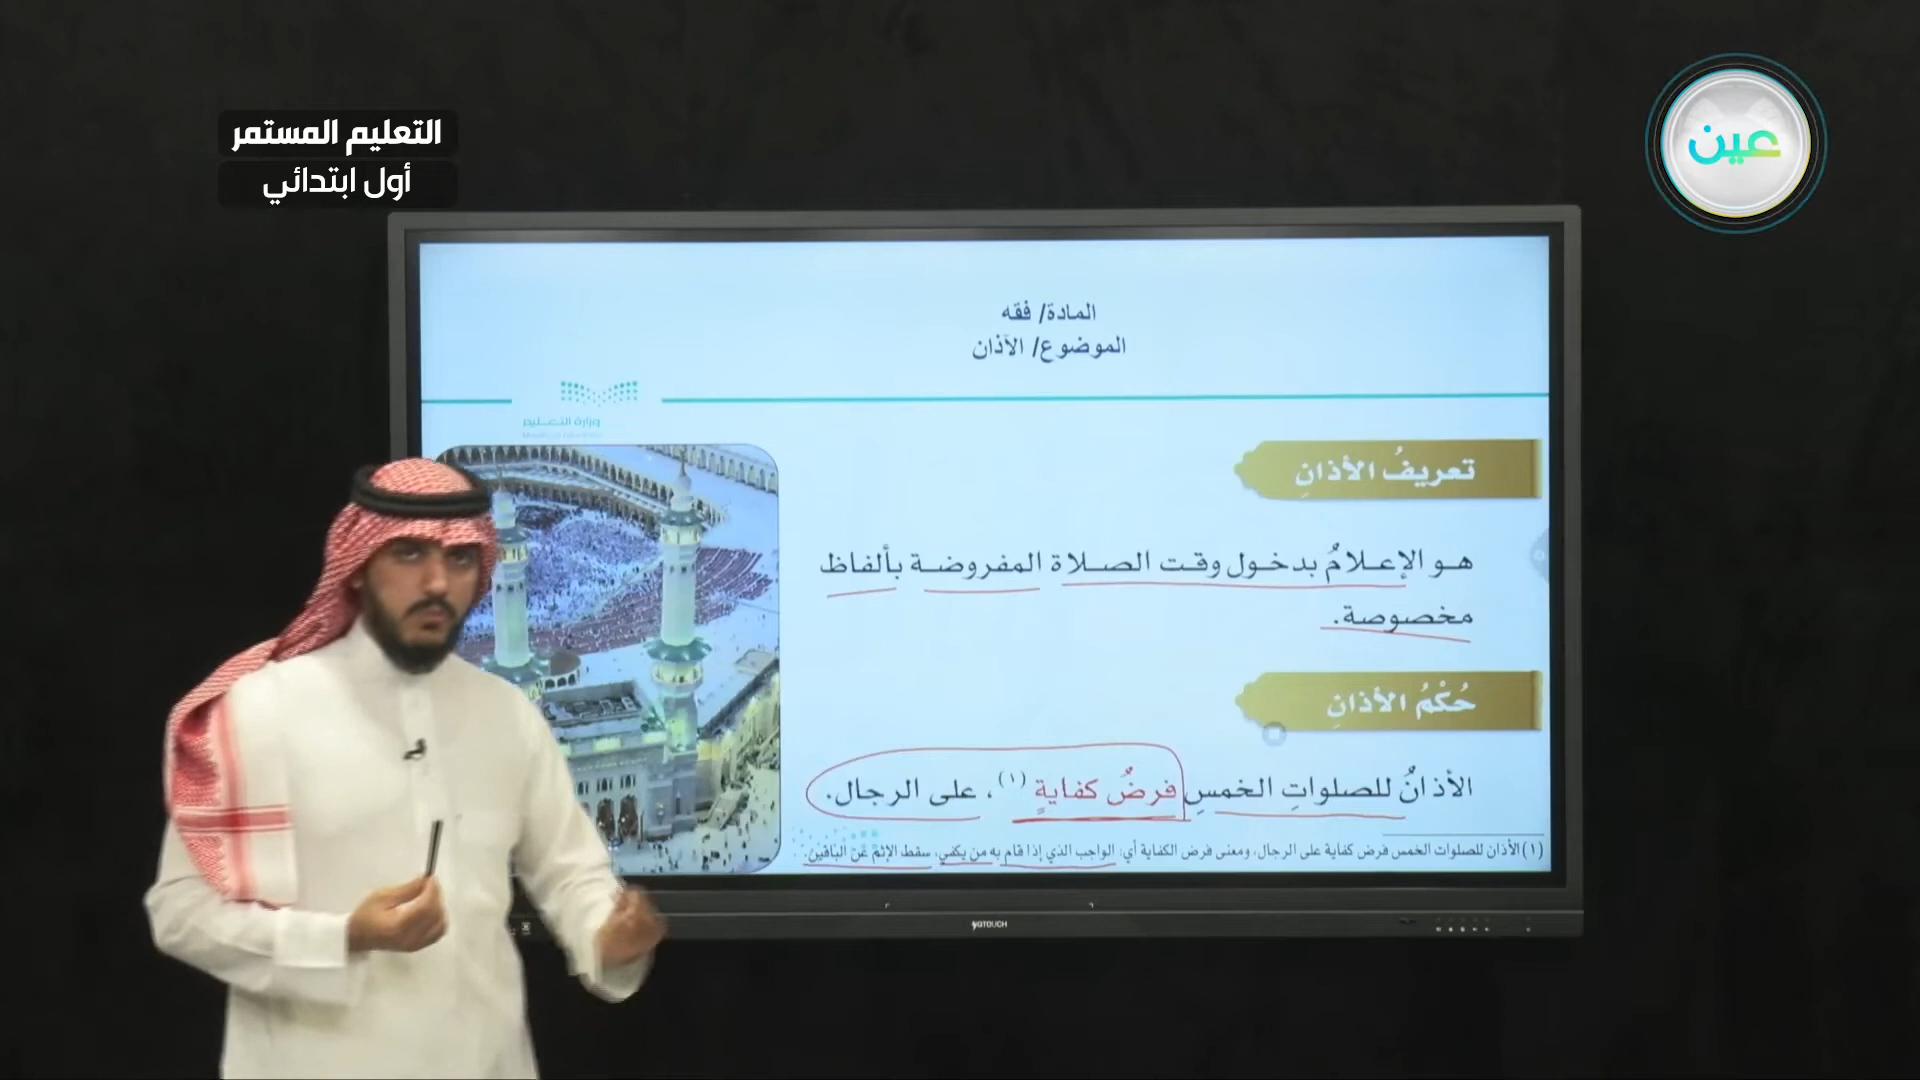 التعليم المستمر
أول ابتدائي
عين
المادة/ فقه
الموضوع/ الآذان
وزارة التعليم
تعريفُ الأذانِ
هو الإعلامُ بدخول وقت الصلاة المفروضة بألفاظ
مخصوصة.
حُكْمُ الأذانِ
الأذانُ للصلواتِ الخمسِ فرضُ كفايةٍ (١)، على الرجال.
(١) الأذان للصلوات الخمس فرض كفاية على الرجال، ومعنى فرض الكفاية أي: الواجب الذي إذا قام به من يكفي، سقط الإثم عن الباقين.
TOUCH